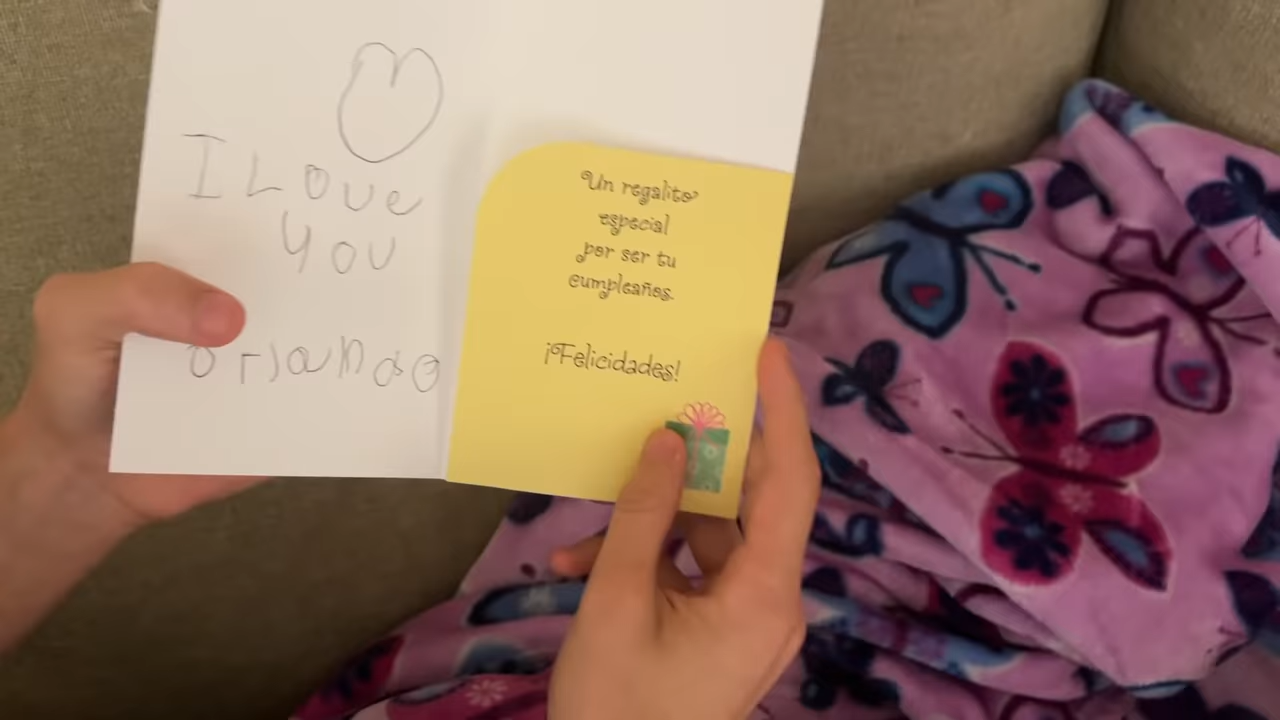 I LOVe
you
orlando
Un regalito
especial
por ser tu
cumpleaños.
¡Felicidades!